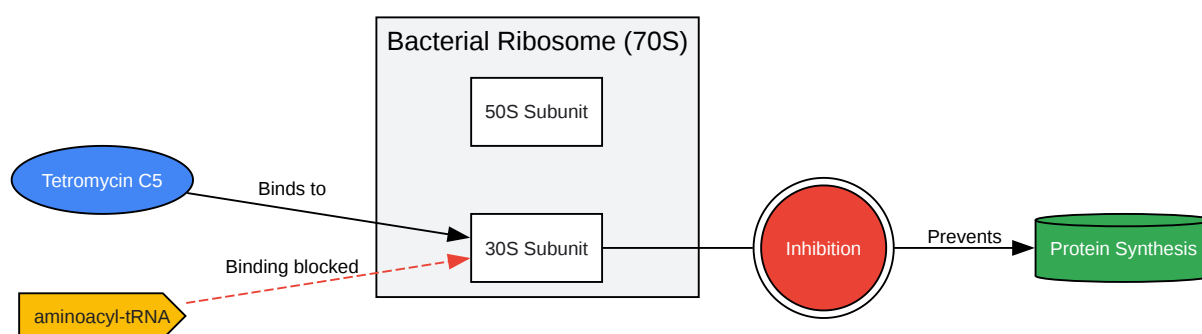 Bacterial Ribosome (70S)
50S Subunit
Tetromycin C5
Binds to
30S Subunit
Binding blocked
aminoacyl-tRNA
Inhibition
Prevents
Protein Synthesis